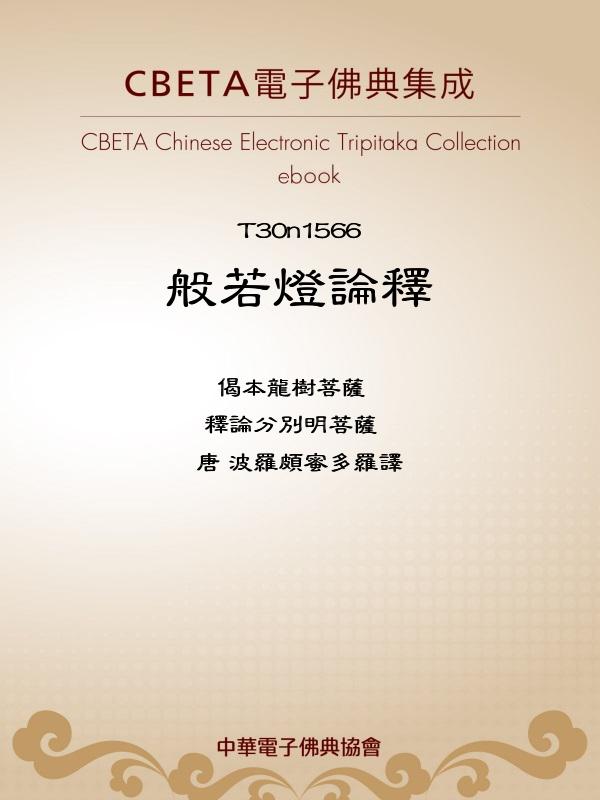 CBETA電子佛典集成
CBETA Chinese Electronic Tripitaka Collection
ebook
T30n1566
般若燈論釋
偈本龍樹菩薩
釋論分別明菩薩
唐 波羅頗蜜多羅譯
中華電子佛典協會